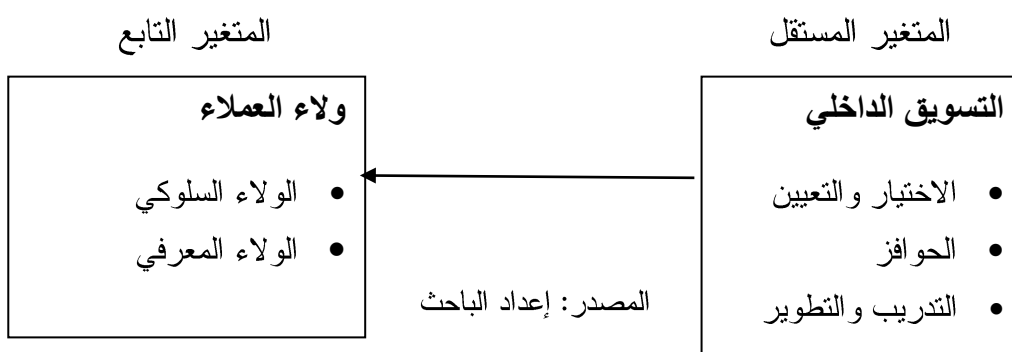 المتغير المستقل
المتغير التابع
التسويق الداخلي
• الاختيار والتعيين
• الحوافز
• التدريب والتطوير
ولاء العملاء
• الولاء السلوكي
• الولاء المعرفي
المصدر: إعداد الباحث